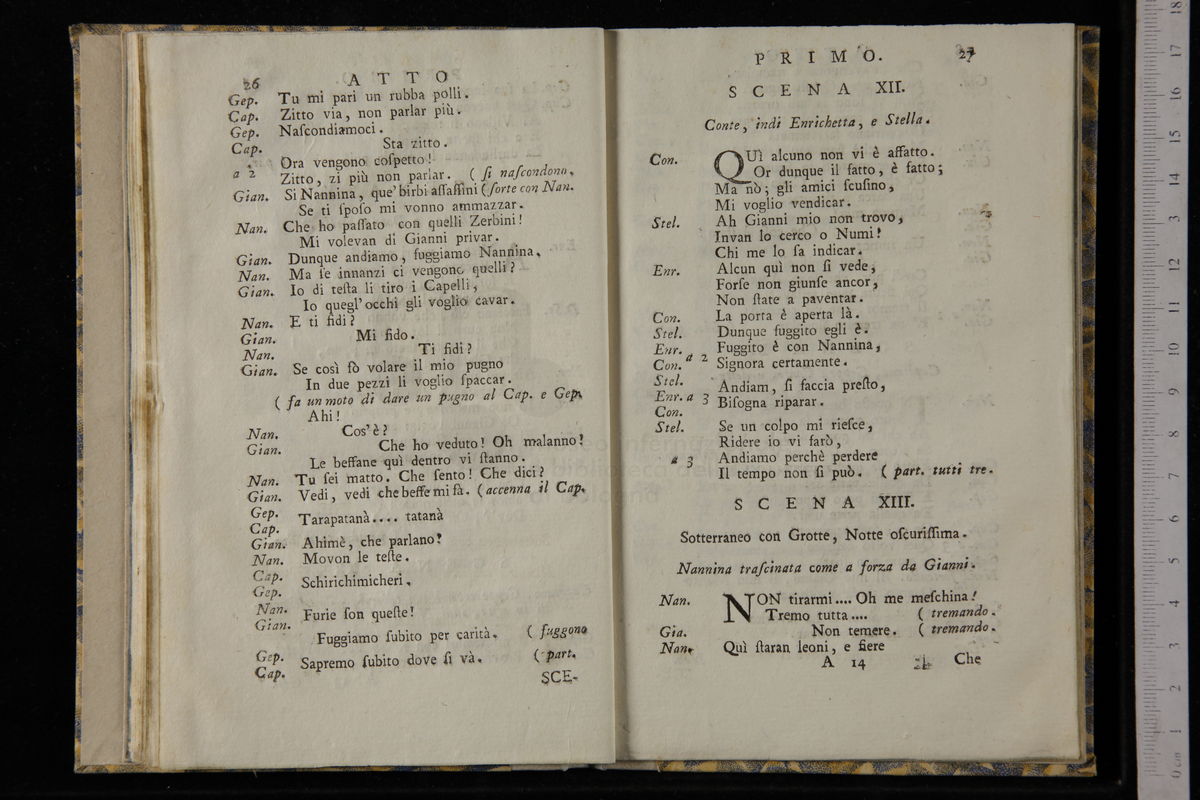 26 A T T O
Gep. Tu mi pari un rubba polli.
Cap. Zitto via, non parlar più.
Gep. Naſcondiamoci.
Cap. Sta zitto.
Ora vengono coſpetto!
a 2 Zitto, zi più non parlar. ( ſi naſcondono.
Gian. Si Nannina, que' birbi aſſaſſini (forte con Nan.
Se ti ſpoſo mi vonno ammazzar.
Nan. Che ho paſſato con quelli Zerbini!
Mi volevan di Gianni privar.
Gian. Dunque andiamo, fuggiamo Nannina.
Nan. Ma ſe innanzi ci vengono quelli?
Gian. Io di teſta li tiro i Capelli,
Io quegl' occhi gli voglio cavar.
Nan. E ti fidi?
Gian. Mi fido.
Nan. Ti fidi?
Gian. Se così fò volare il mio pugno
In due pezzi li voglio ſpaccar.
( fa un moto di dare un pugno al Cap. e Gep.
Ahi!
Nan. Cos' è?
Gian. Che ho veduto! Oh malanno!
Le beffane quì dentro vi ſtanno.
Nan. Tu ſei matto. Che ſento! Che dici?
Gian. Vedi, vedi che beffe mi fà. (accenna il Cap.
Gep.
Cap. Tarapatanà.... tatanà
Gian. Ahimè, che parlano?
Nan. Movon le teſte.
Cap.
Gep. Schirichimicheri.
Nan.
Gian. Furie ſon queſte!
Fuggiamo ſubito per carità. ( fuggono
Gep.
Cap. Sapremo ſubito dove ſi và. ( part.
SCE-
P R I M O. 27
S C E N A XII.
Conte, indi Enrichetta, e Stella.
Con. QUì alcuno non vi è affatto.
Or dunque il fatto, è fatto;
Ma nò; gli amici ſcuſino,
Mi voglio vendicar.
Stel. Ah Gianni mio non trovo,
Invan lo cerco o Numi!
Chi me lo ſa indicar.
Enr. Alcun quì non ſi vede,
Forſe non giunſe ancor,
Non ſtate a paventar.
Con. La porta è aperta là.
Stel. Dunque fuggito egli è.
Enr. a 2 Fuggito è con Nannina,
Con. Signora certamente.
Stel.
Enr. a 3 Andiam, ſi faccia preſto,
Con. Biſogna riparar.
Stel. Se un colpo mi rieſce,
Ridere io vi farò,
a 3 Andiamo perchè perdere
Il tempo non ſi può. ( part. tutti tre.
S C E N A XIII.
Sotterraneo con Grotte, Notte oſcuriſſima.
Nannina traſcinata come a forza da Gianni.
Nan. NON tirarmi.... Oh me meſchina!
Tremo tutta.... ( tremando.
Gia. Non temere. ( tremando.
Nan. Quì ſtaran leoni, e fiere
A 14 Che